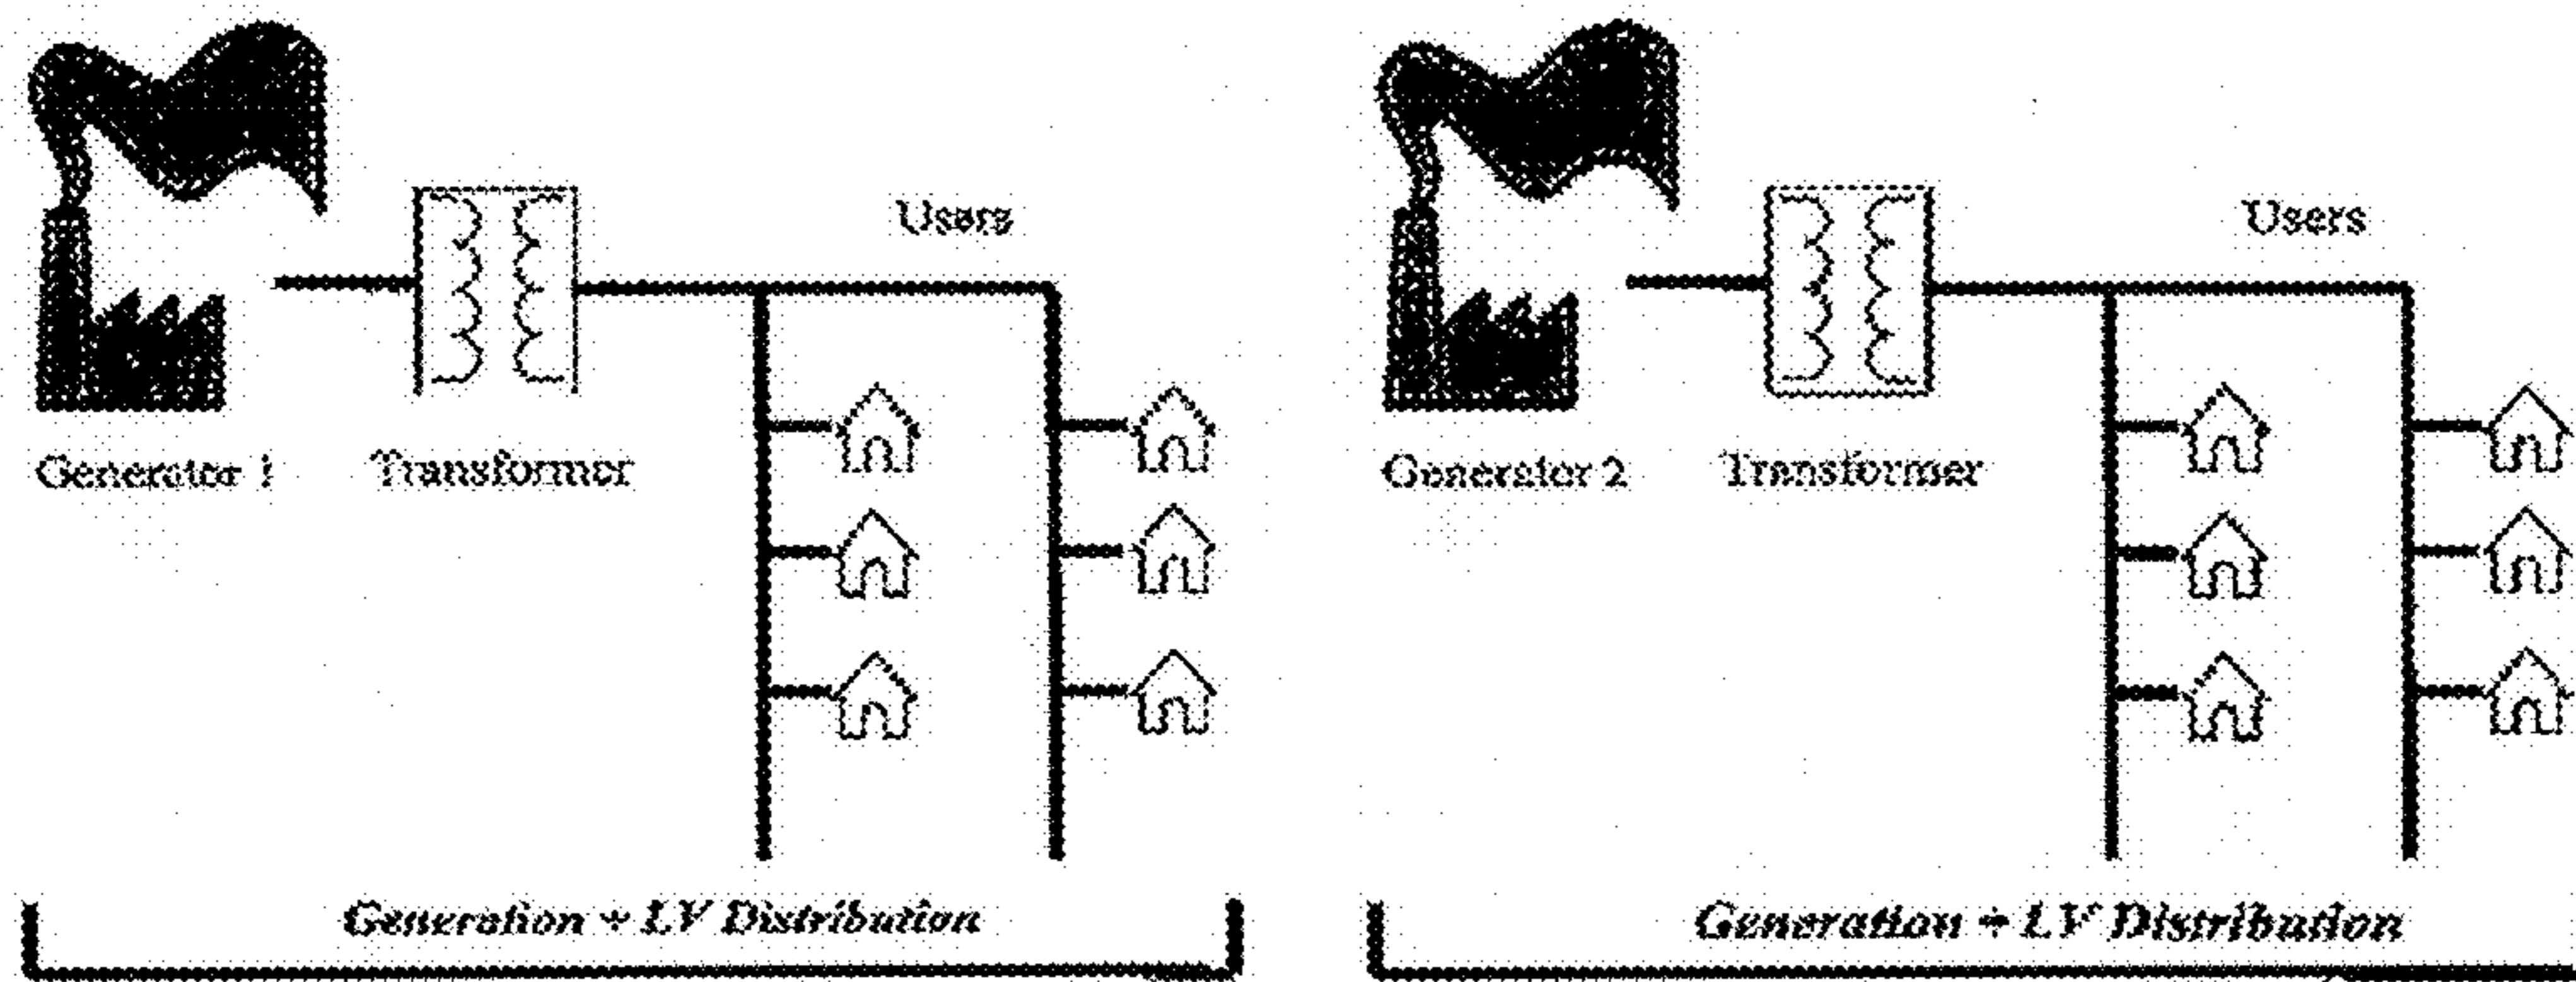 Users
Users
Generator 1
Transformer
Generator 2
Transformer
Generation + LV Distribution
Generation + LV Distribution